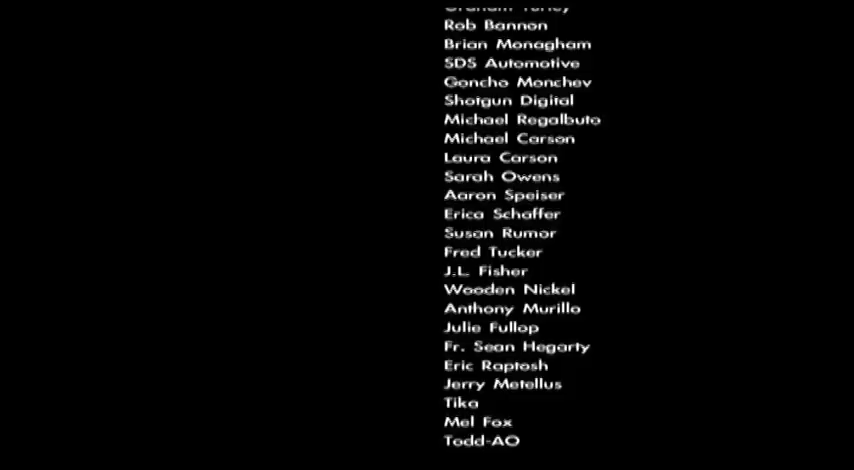 Rob Bannon
Brian Monagham
SDS Automotive
Goncho Monchev
Shotgun Digital
Michael Regalbuto
Michael Carson
Laura Carson
Sarah Owens
Aaron Speiser
Erica Schaffer
Susan Rumor
Fred Tucker
J.L. Fisher
Wooden Nickel
Anthony Murillo
Julie Fullop
Fr. Sean Hegarty
Eric Raptosh
Jerry Metellus
Tika
Mel Fox
Todd-AO